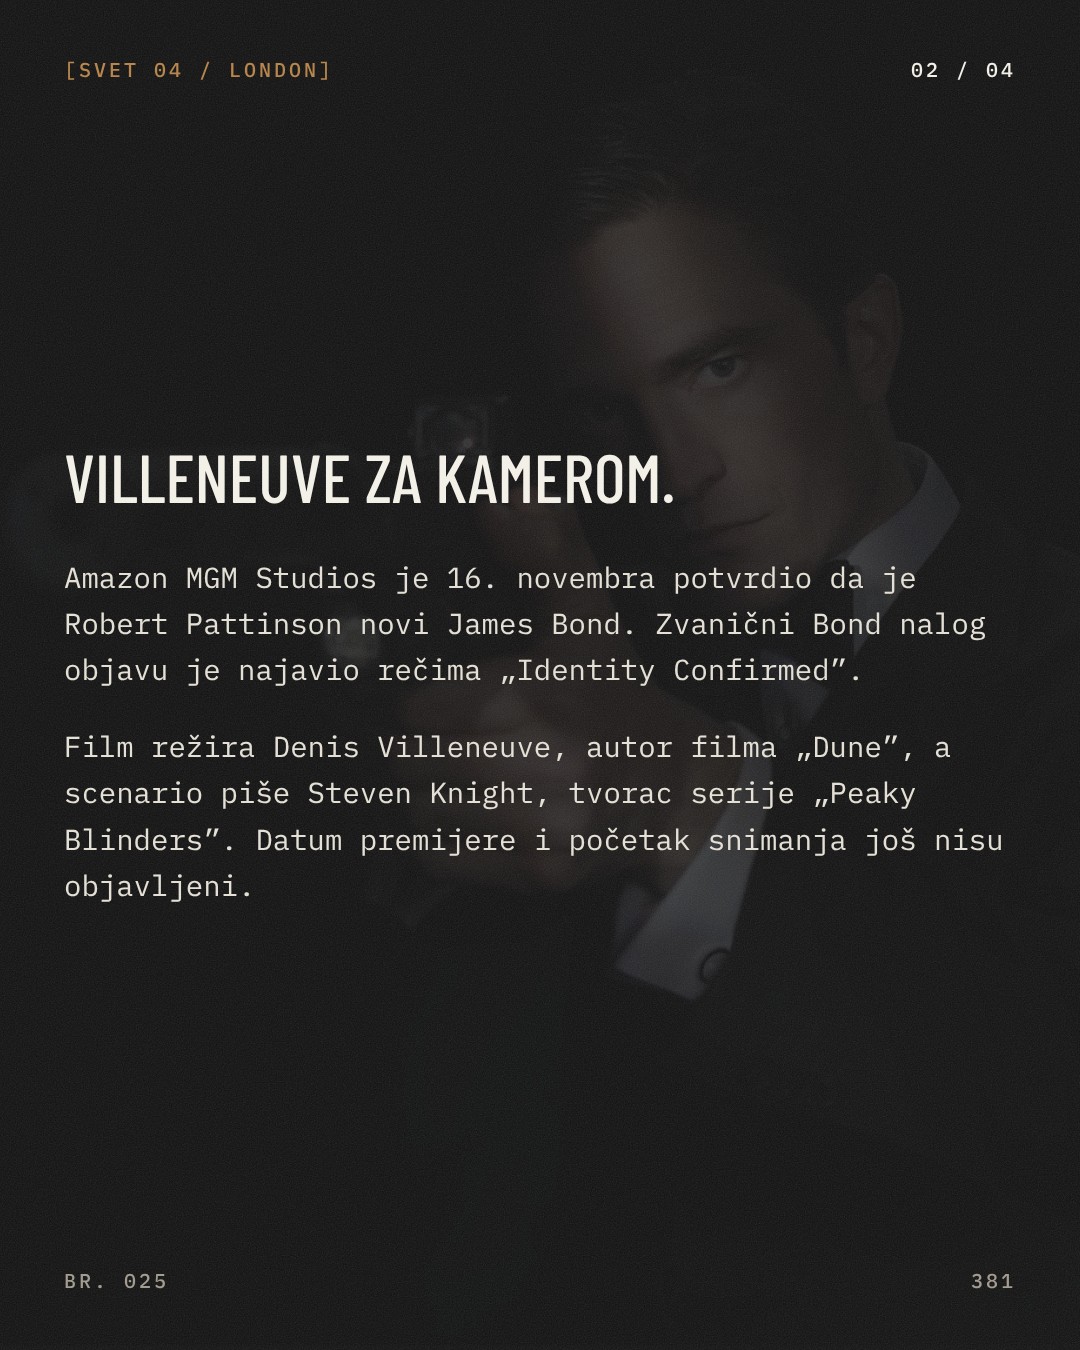 [SVET 04 / LONDON]
02 / 04
VILLENEUVE ZA KAMEROM.
Amazon MGM Studios je 16. novembra potvrdio da je
Robert Pattinson novi James Bond. Zvanični Bond nalog
objavu je najavio rečima „Identity Confirmed”.
Film režira Denis Villeneuve, autor filma „Dune”, a
scenario piše Steven Knight, tvorac serije „Peaky
Blinders”. Datum premijere i početak snimanja još nisu
objavljeni.
BR. 025
381